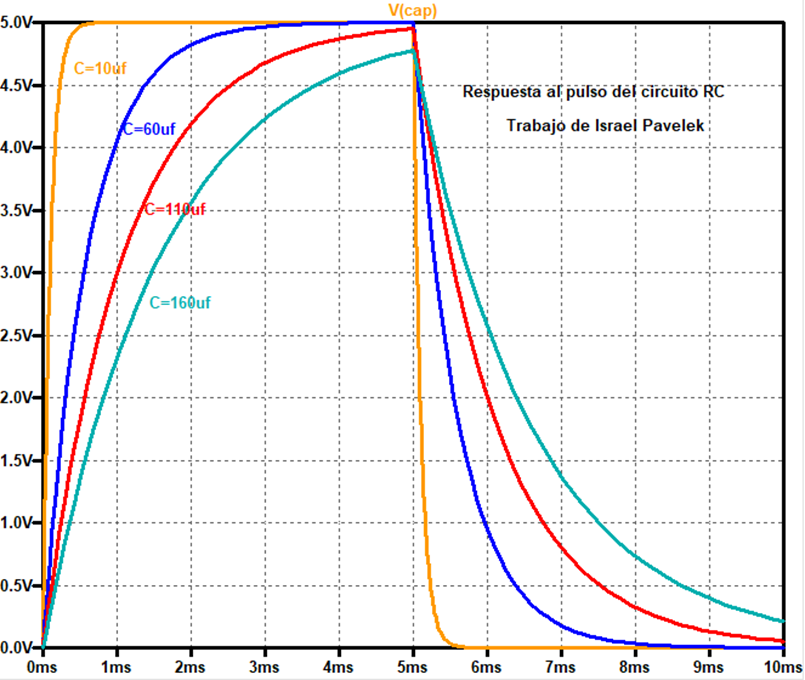 V(cap)
5.0V
4.5V
4.0V
3.5V
3.0V
2.5V
2.0V
1.5V
1.0V
0.5V
0.0V
C=10uf
Respuesta al pulso del circuito RC
Trabajo de Israel Pavelek
C=60uf
C=110uf
C=160uf
0ms 1ms 2ms 3ms 4ms 5ms 6ms 7ms 8ms 9ms 10ms